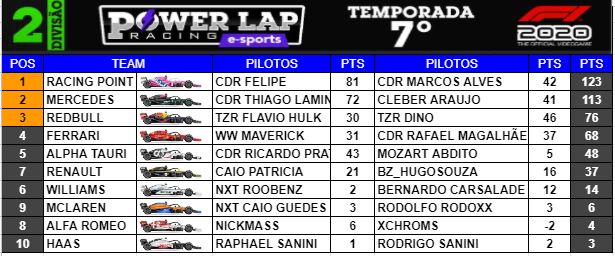 2 DIVISÃO POWER LAP RACING e-sports TEMPORADA 7º F1 2020 THE OFFICIAL VIDEOGAME
POS TEAM PILOTOS PTS PILOTOS PTS PTS
1 RACING POINT CDR FELIPE 81 CDR MARCOS ALVES 42 123
2 MERCEDES CDR THIAGO LAMIN 72 CLEBER ARAUJO 41 113
3 REDBULL TZR FLAVIO HULK 30 TZR DINO 46 76
4 FERRARI WW MAVERICK 31 CDR RAFAEL MAGALHÃE 37 68
5 ALPHA TAURI CDR RICARDO PRA 43 MOZART ABDITO 5 48
7 RENAULT CAIO PATRICIA 21 BZ_HUGOSOUZA 16 37
6 WILLIAMS NXT ROOBENZ 2 BERNARDO CARSALADE 12 14
9 MCLAREN NXT CAIO GUEDES 3 RODOLFO RODOXX 3 6
8 ALFA ROMEO NICKMASS 6 XCHROMS -2 4
10 HAAS RAPHAEL SANINI 1 RODRIGO SANINI 2 3